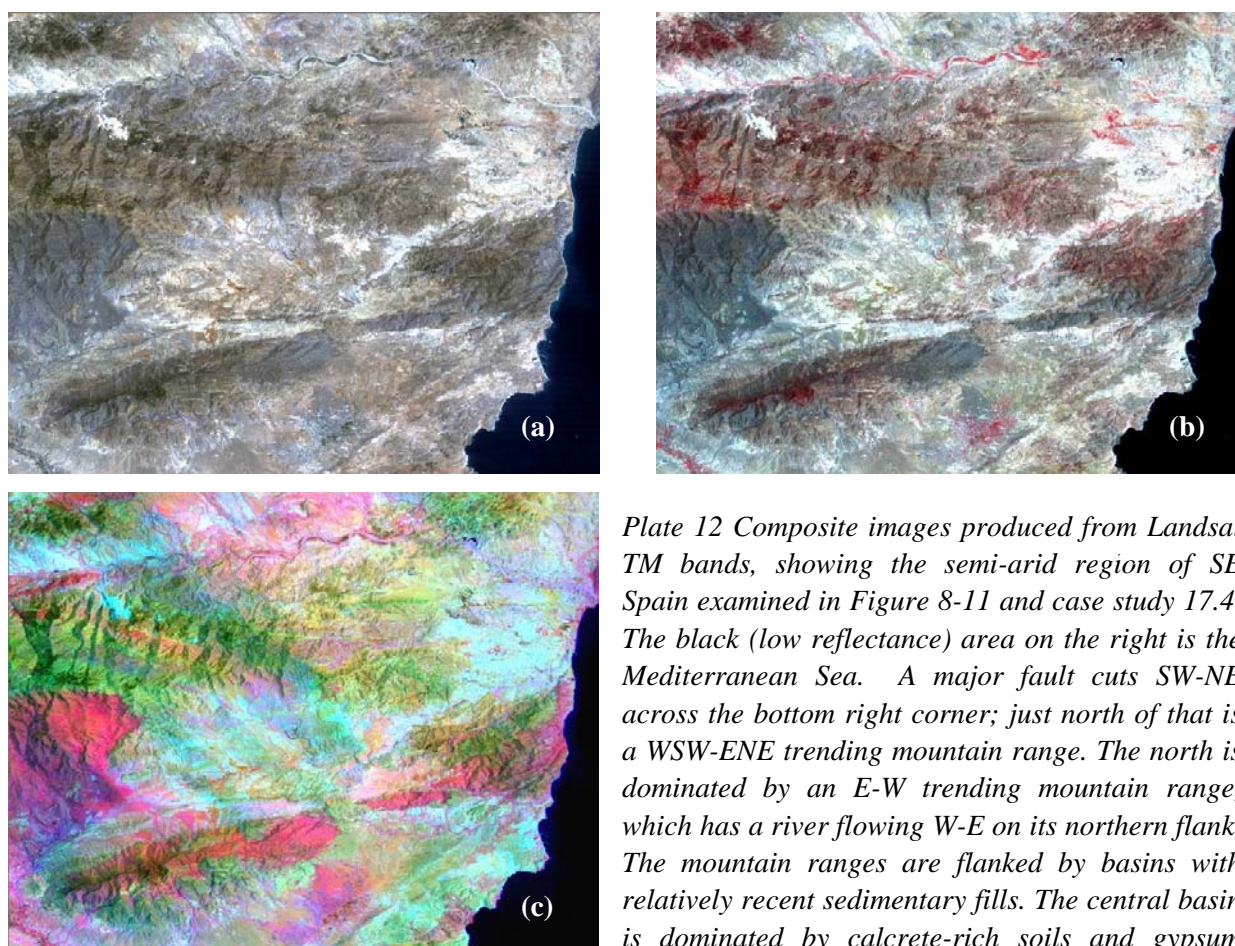 (a)
(b)
(c)
Plate 12 Composite images produced from Landsa
TM bands, showing the semi-arid region of SE
Spain examined in Figure 8-11 and case study 17.4
The black (low reflectance) area on the right is the
Mediterranean Sea. A major fault cuts SW-NE
across the bottom right corner; just north of that is
a WSW-ENE trending mountain range. The north is
dominated by an E-W trending mountain range,
which has a river flowing W-E on its northern flank
The mountain ranges are flanked by basins with
relatively recent sedimentary fills. The central basin
is dominated by calcrete-rich soils and gypsum